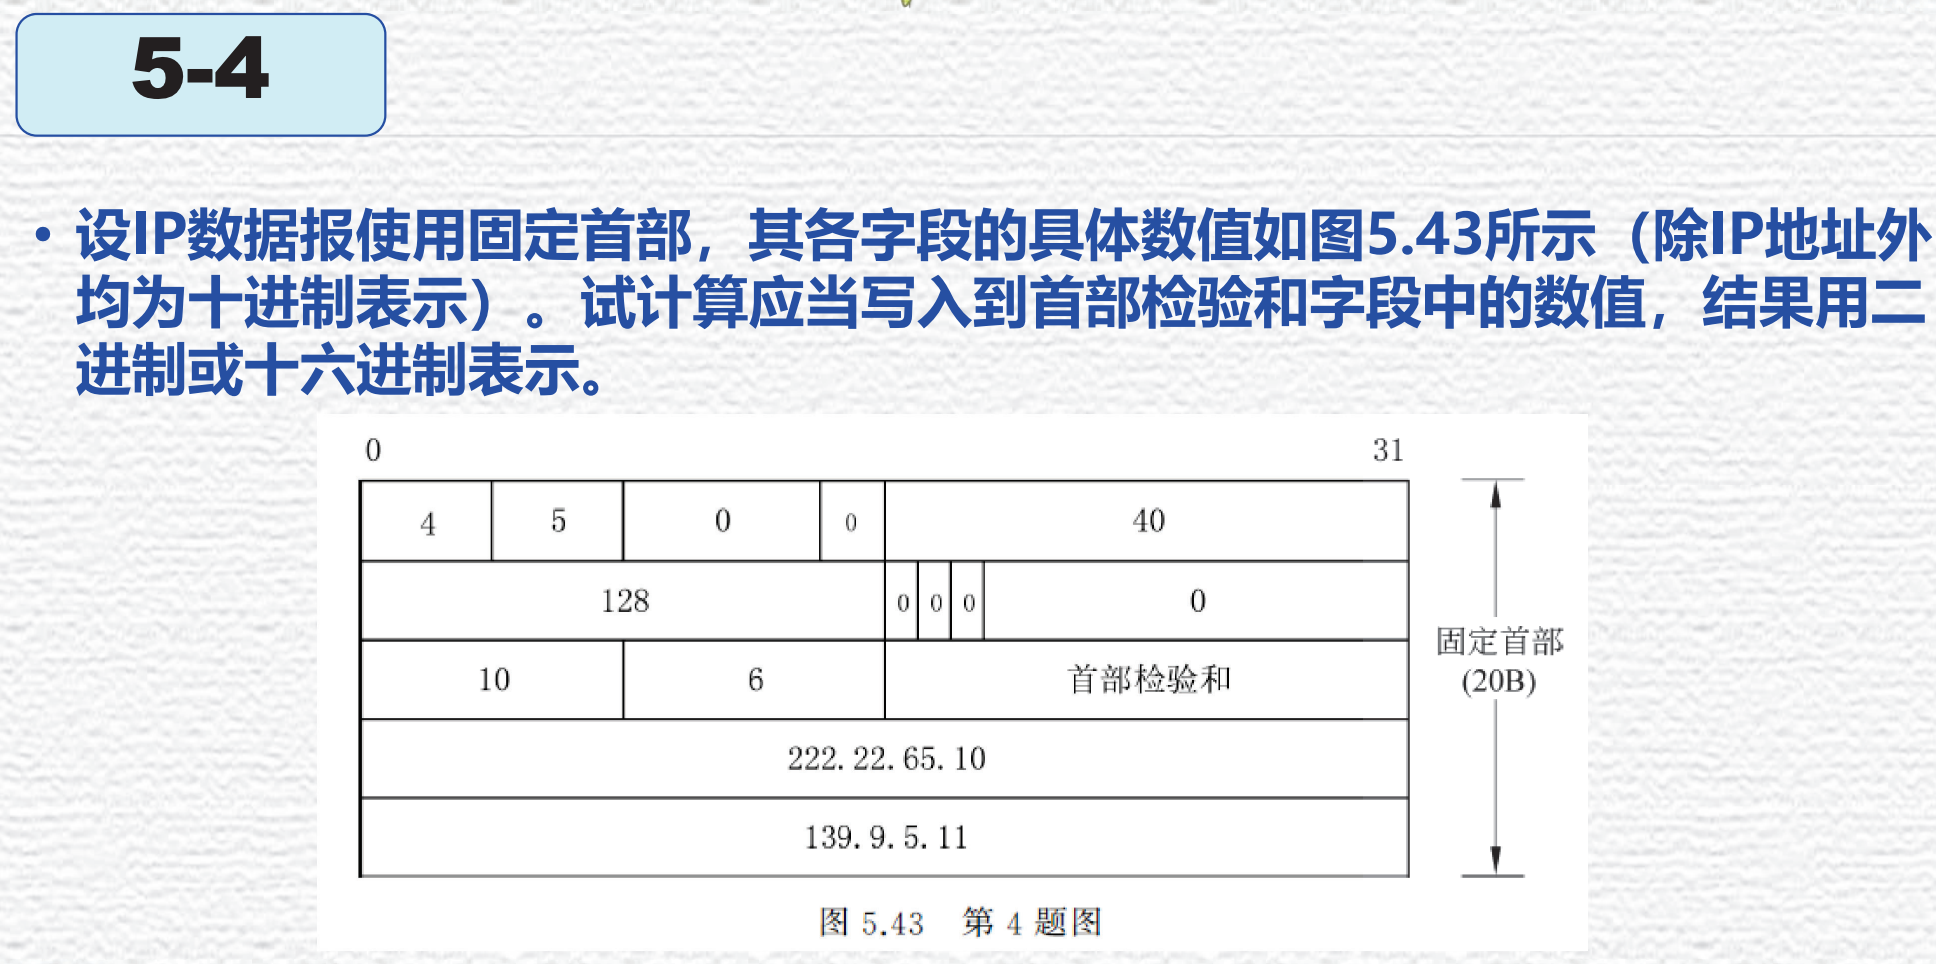 5-4
• 设IP数据报使用固定首部，其各字段的具体数值如图5.43所示（除IP地址外
均为十进制表示）。试计算应当写入到首部检验和字段中的数值，结果用二
进制或十六进制表示。
0 31
4 5 0 0 40
128 0 0 0 0
固定首部
10 6 首部检验和 (20B)
222.22.65.10
139.9.5.11
图 5.43 第 4 题图